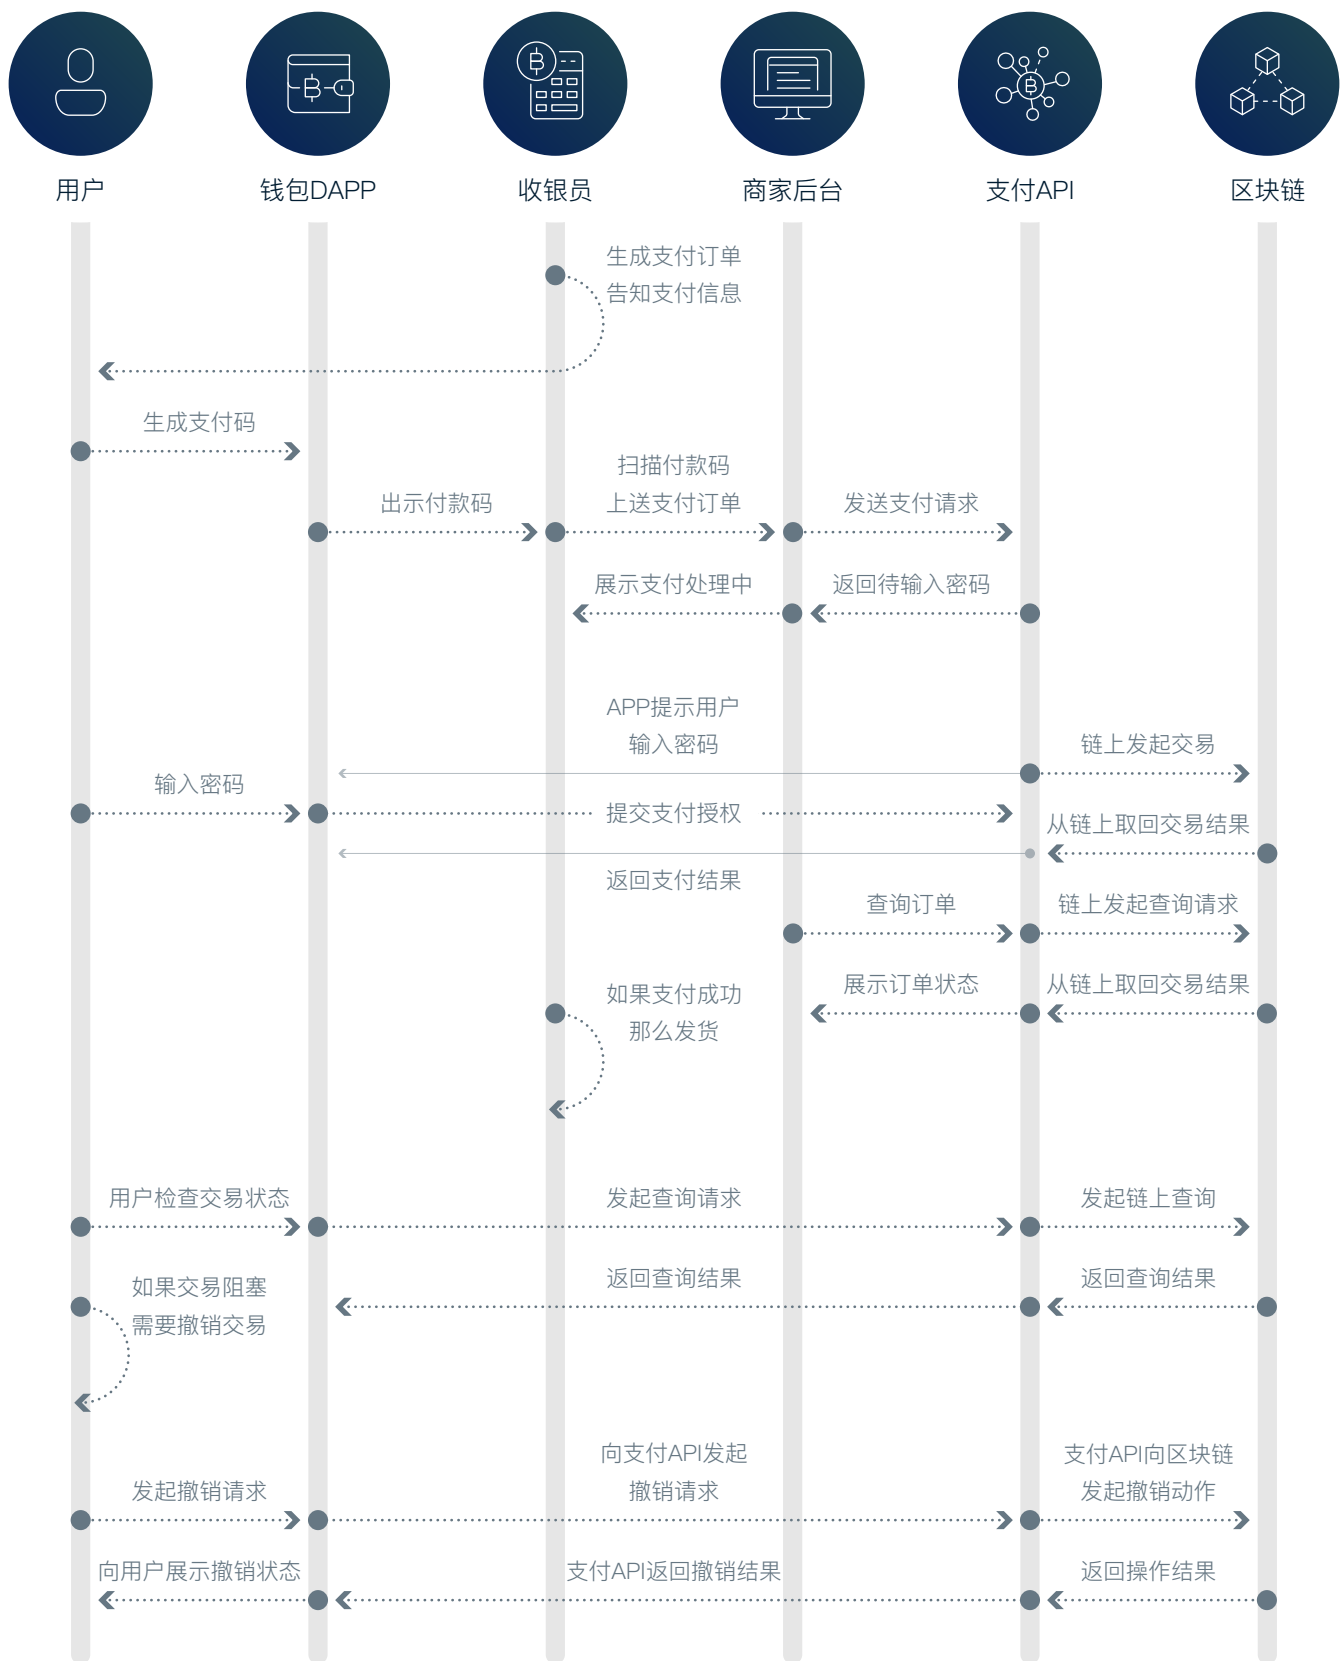 用户
钱包DAPP
收银员
商家后台
支付API
区块链
生成支付订单
告知支付信息
生成支付码
扫描付款码
出示付款码
上送支付订单
发送支付请求
展示支付处理中
返回待输入密码
APP提示用户
输入密码
链上发起交易
输入密码
提交支付授权
从链上取回交易结果
返回支付结果
查询订单
链上发起查询请求
如果支付成功
那么发货
展示订单状态
从链上取回交易结果
用户检查交易状态
发起查询请求
发起链上查询
如果交易阻塞
需要撤销交易
返回查询结果
返回查询结果
向支付API发起
撤销请求
支付API向区块链
发起撤销动作
发起撤销请求
向用户展示撤销状态
支付API返回撤销结果
返回操作结果